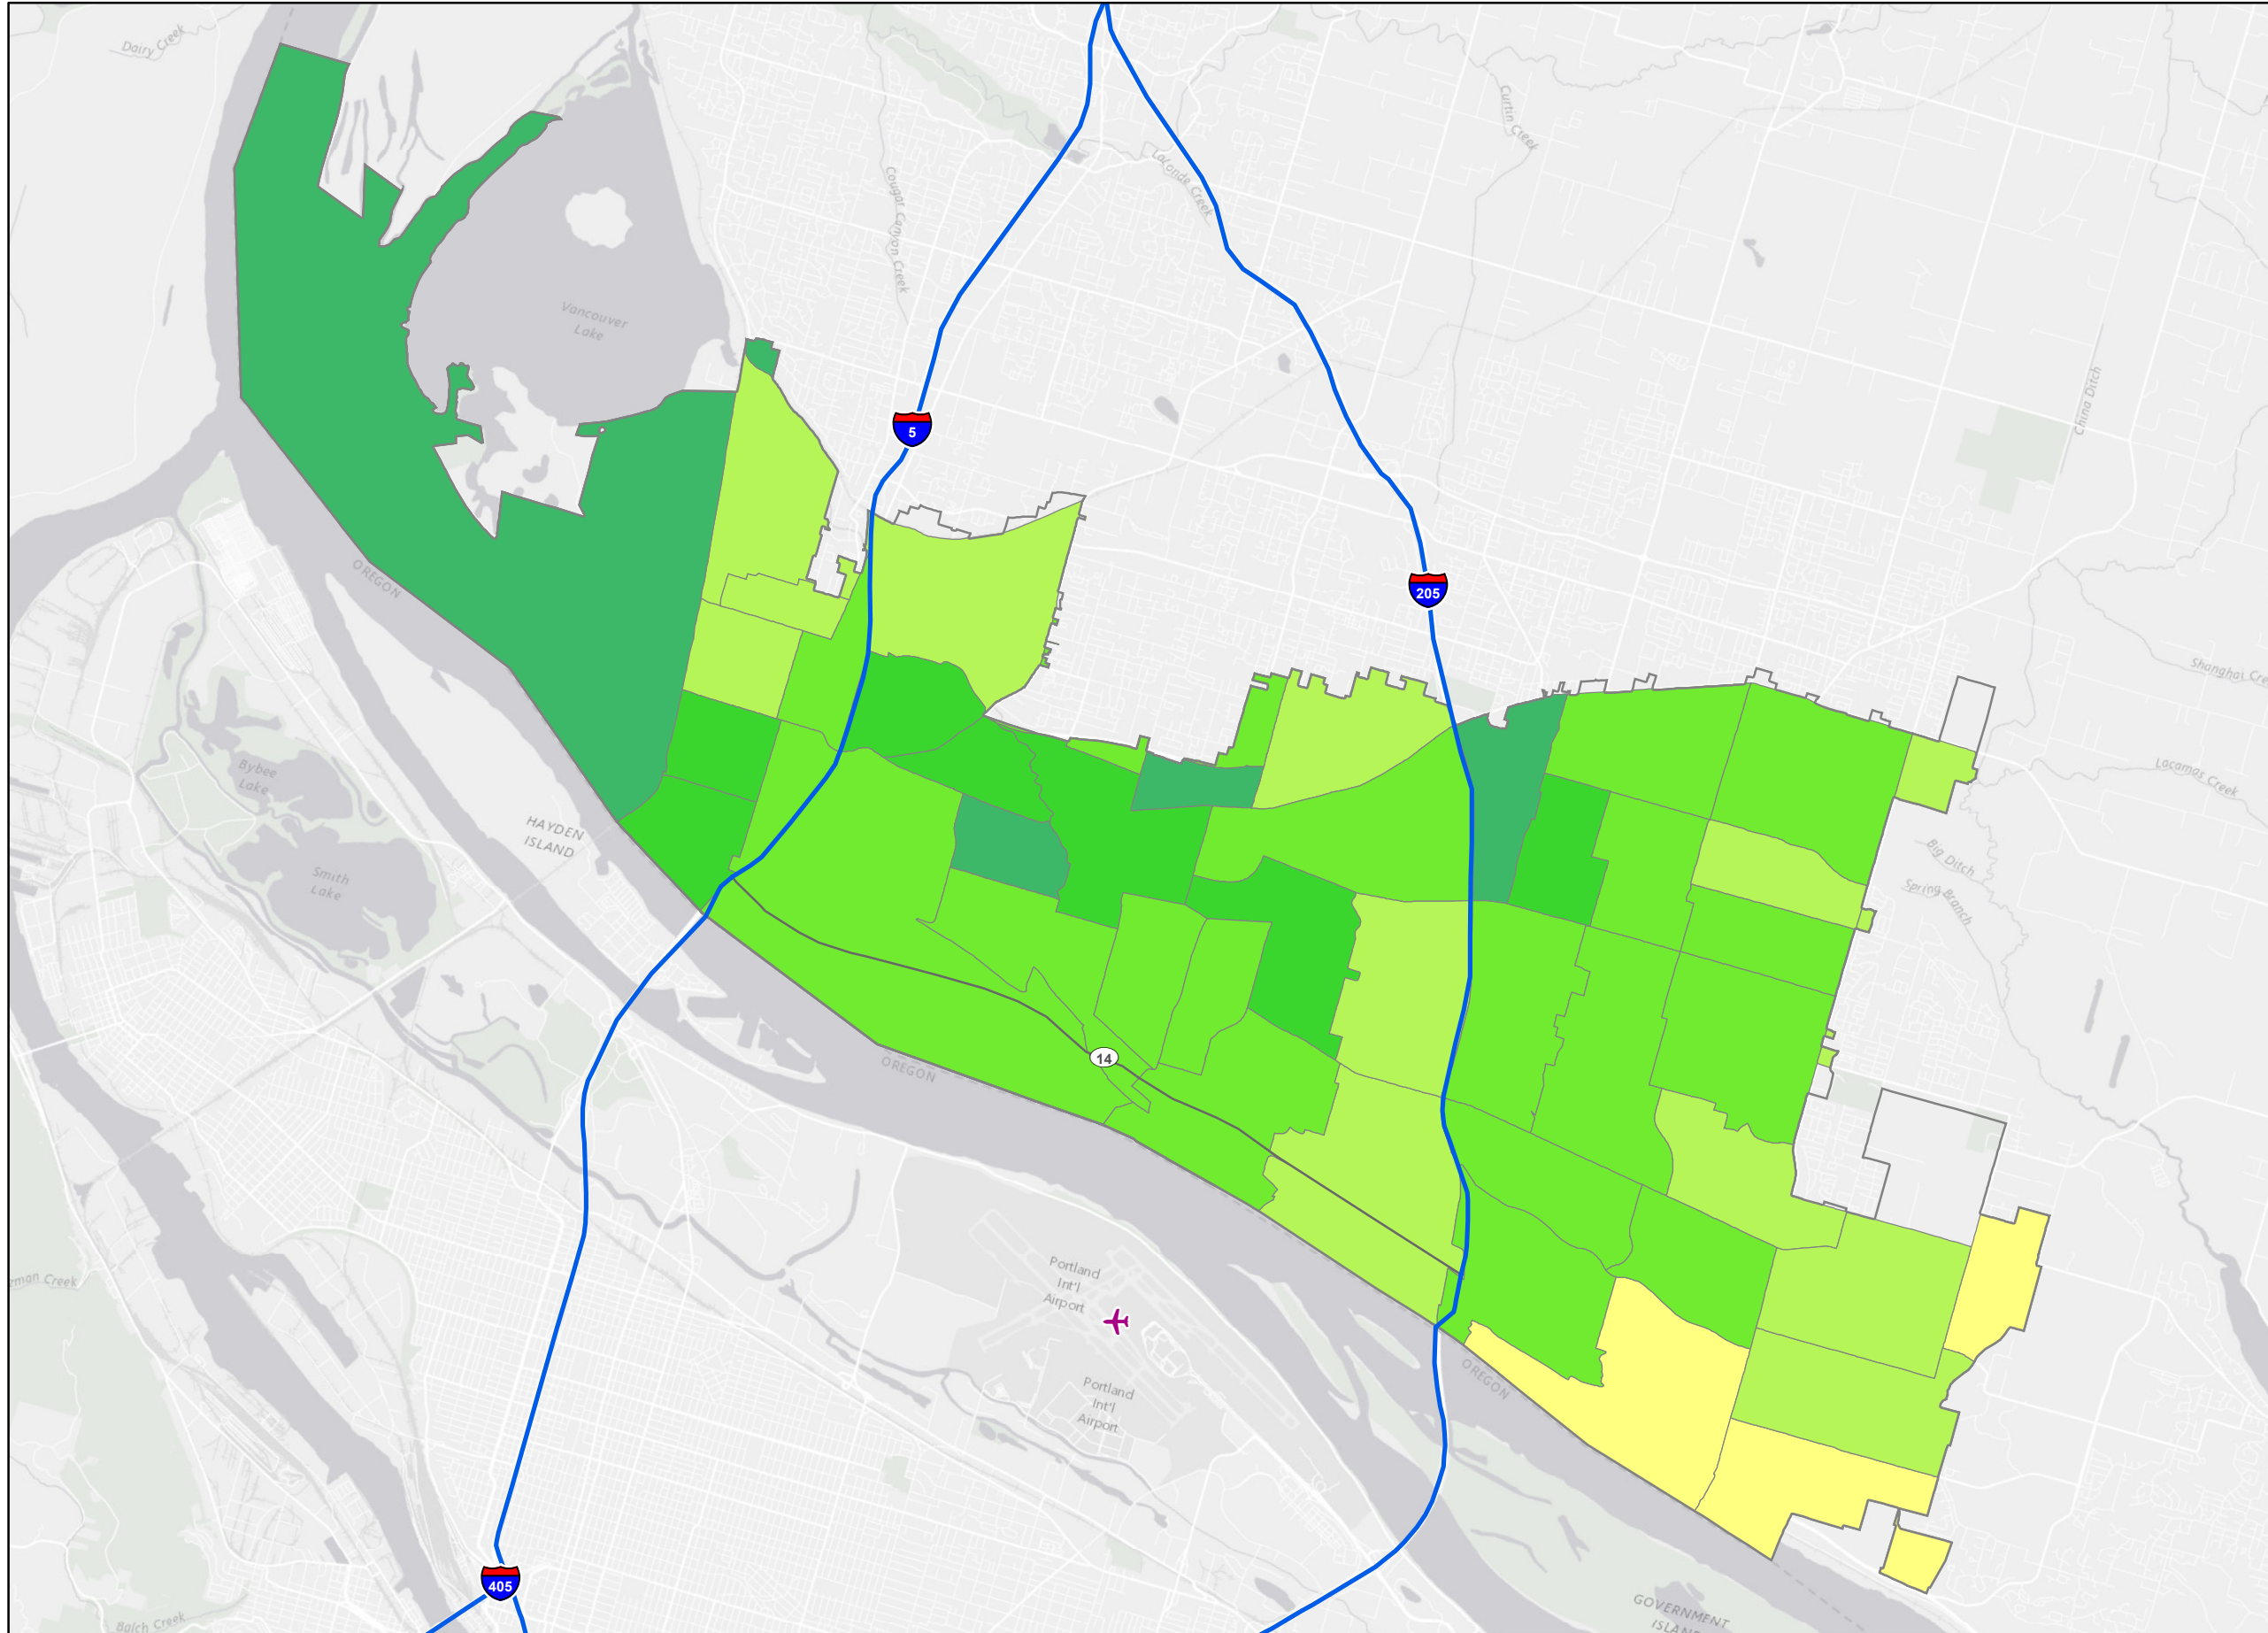 Dairy Creek
Curtin Creek
LaLonde Creek
Cougar Canyon Creek
Vancouver
Lake
China Ditch
5
205
OREGON
Shanghai Cre
Lacamas Creek
Bybee
Lake
HAYDEN
ISLAND
Big Ditch
Smith
Lake
Spring Branch
14
OREGON
Portland
Int'l
Airport
eman Creek
OREGON
Portland
Int'l
Airport
405
GOVERNMENT
ISLAN
Balch Creek